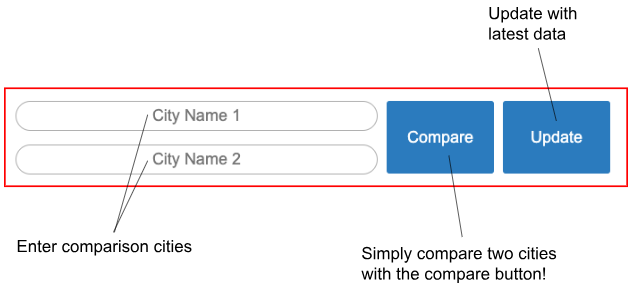 Update with
latest data
City Name 1
City Name 2
Compare
Update
Enter comparison cities
Simply compare two cities
with the compare button!